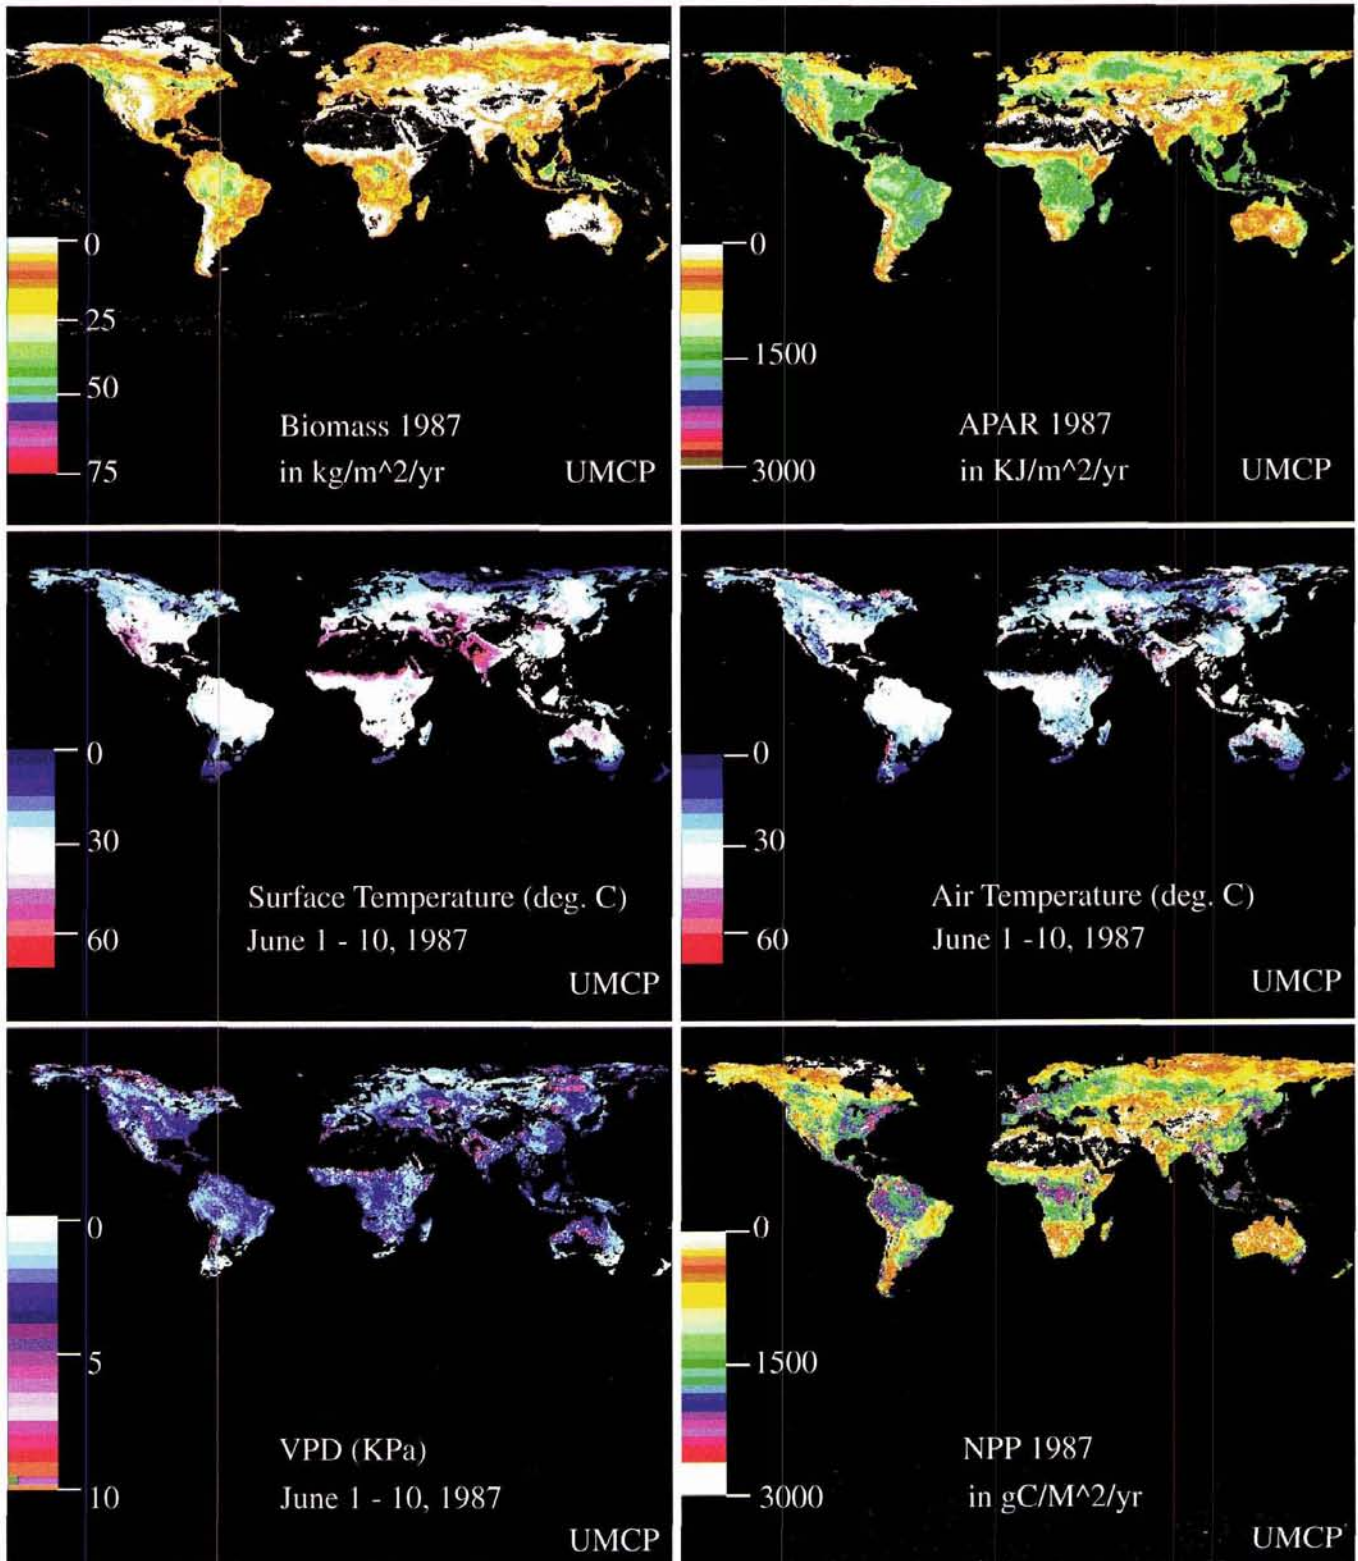 0
25
50
75
Biomass 1987
in kg/m^2/yr
UMCP
0
1500
3000
APAR 1987
in KJ/m^2/yr
UMCP
0
30
60
Surface Temperature (deg. C)
June 1 - 10, 1987
UMCP
0
30
60
Air Temperature (deg. C)
June 1 -10, 1987
UMCP
0
5
10
VPD (KPa)
June 1 - 10, 1987
UMCP
0
1500
3000
NPP 1987
in gC/M^2/yr
UMCP